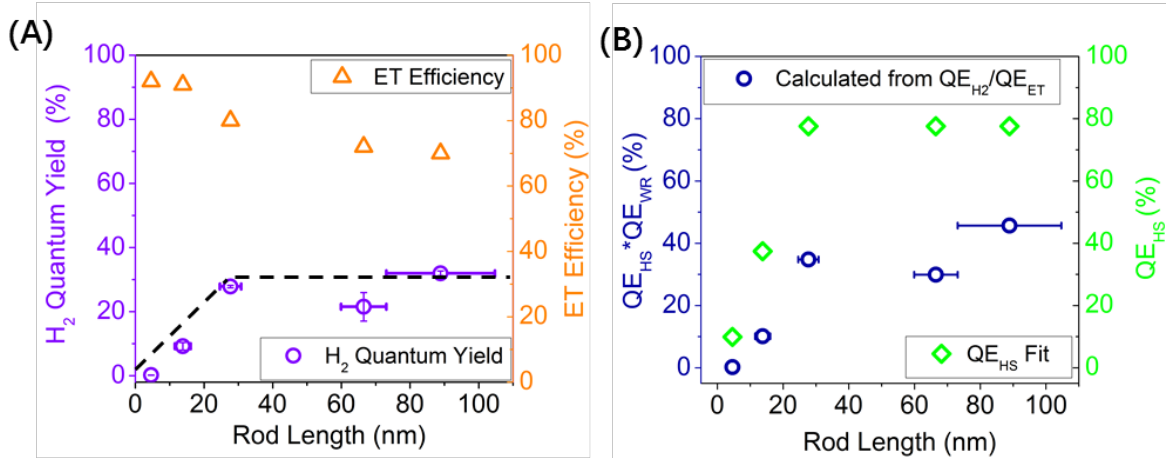 (A)
100
80
60
40
20
0
H2 Quantum Yield (%)
ET Efficiency
H2 Quantum Yield
100
80
60
40
20
0
ET Efficiency (%)
0 20 40 60 80 100
Rod Length (nm)
(B)
100
80
60
40
20
0
QEHS*QEWR (%)
Calculated from QEH2/QEET
QEHS Fit
100
80
60
40
20
0
QEHS (%)
0 20 40 60 80 100
Rod Length (nm)